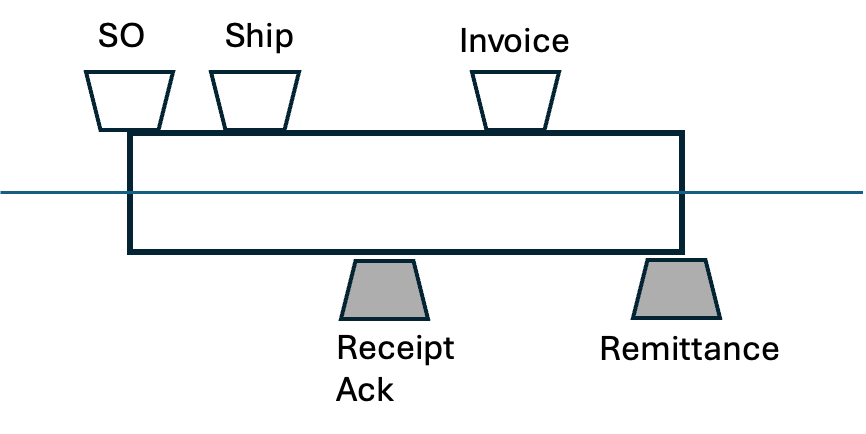 SO
Ship
Invoice
Receipt
Ack
Remittance